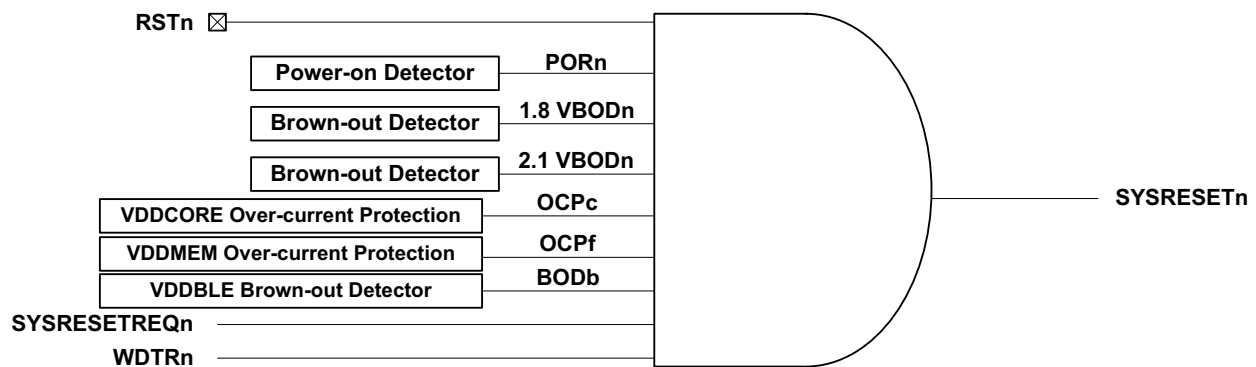 RSTn
Power-on Detector PORn
Brown-out Detector 1.8 VBODn
Brown-out Detector 2.1 VBODn
SYSRESETn
VDDCORE Over-current Protection OCPc
VDDMEM Over-current Protection OCPf
VDDBLE Brown-out Detector BODb
SYSRESETREQn
WDTRn